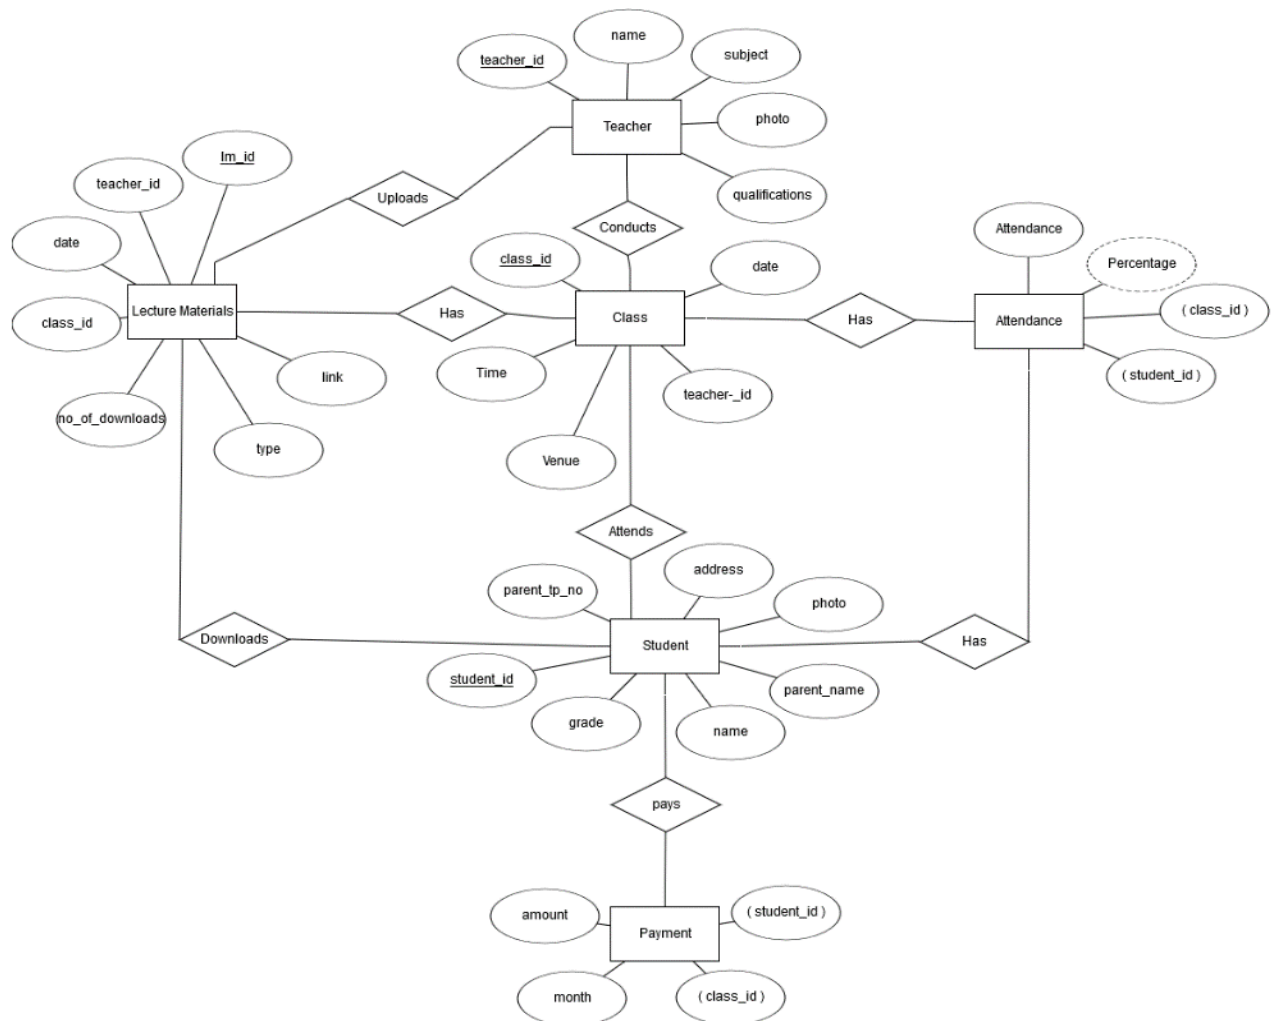 name
teacher_id
subject
photo
Teacher
lm_id
teacher_id
Uploads
qualifications
Conducts
Attendance
date
class_id
date
Percentage
Lecture Materials
class_id
Has
Class
Has
Attendance
( class_id )
link
Time
teacher-_id
( student_id )
no_of_downloads
type
Venue
Attends
parent_tp_no
address
photo
Downloads
Student
Has
student_id
parent_name
grade
name
pays
amount
Payment
( student_id )
month
( class_id )